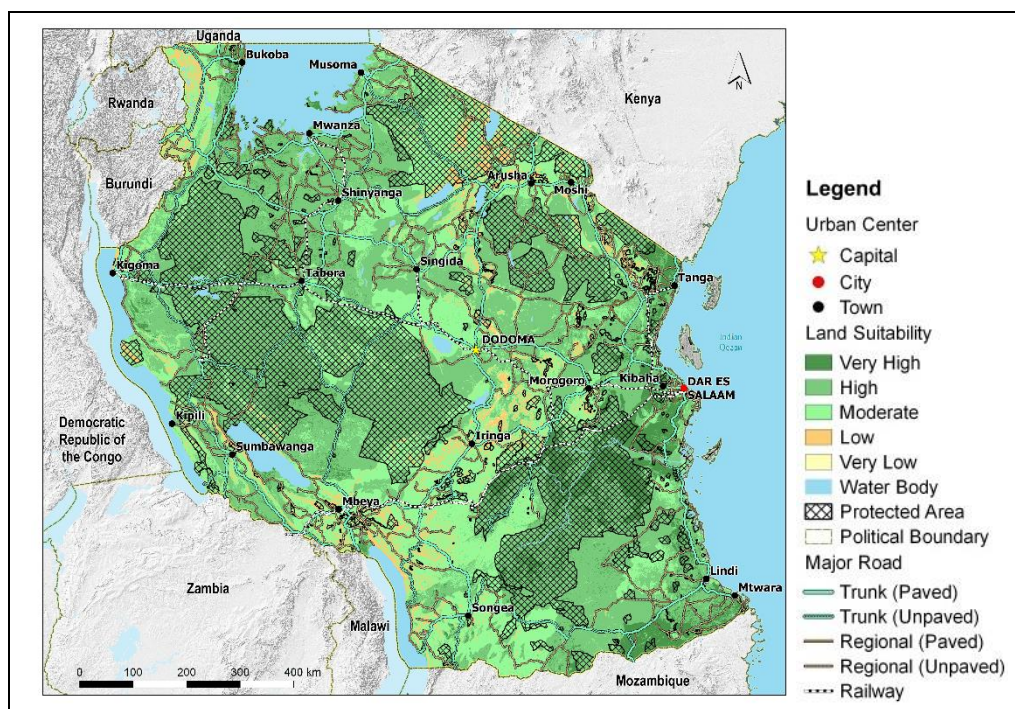 Uganda
Bukoba
Musoma
Kenya
N
Rwanda
Mwanza
Burundi
Shinyanga
Arusha
Moshi
Kigoma
Tabora
Singida
Tanga
DODOMA
Indian
Ocean
Morogoro
Kibaha
DAR ES
SALAAM
Kipili
Democratic
Republic of
the Congo
Sumbawanga
Iringa
Mbeya
Zambia
Lindi
Mtwara
Malawi
Songea
Mozambique
0 100 200 300 400 km
Legend
Urban Center
Capital
City
Town
Land Suitability
Very High
High
Moderate
Low
Very Low
Water Body
Protected Area
Political Boundary
Major Road
Trunk (Paved)
Trunk (Unpaved)
Regional (Paved)
Regional (Unpaved)
Railway